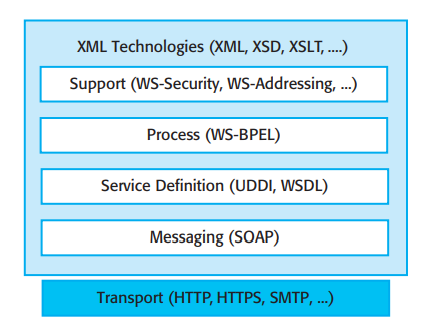 XML Technologies (XML, XSD, XSLT, ....)
Support (WS-Security, WS-Addressing, ...)
Process (WS-BPEL)
Service Definition (UDDI, WSDL)
Messaging (SOAP)
Transport (HTTP, HTTPS, SMTP, ...)